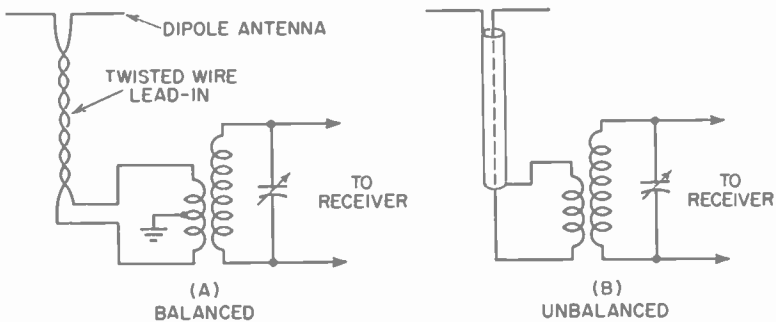 DIPOLE ANTENNA
TWISTED WIRE
LEAD-IN
TO
RECEIVER
(A)
BALANCED
TO
RECEIVER
(B)
UNBALANCED